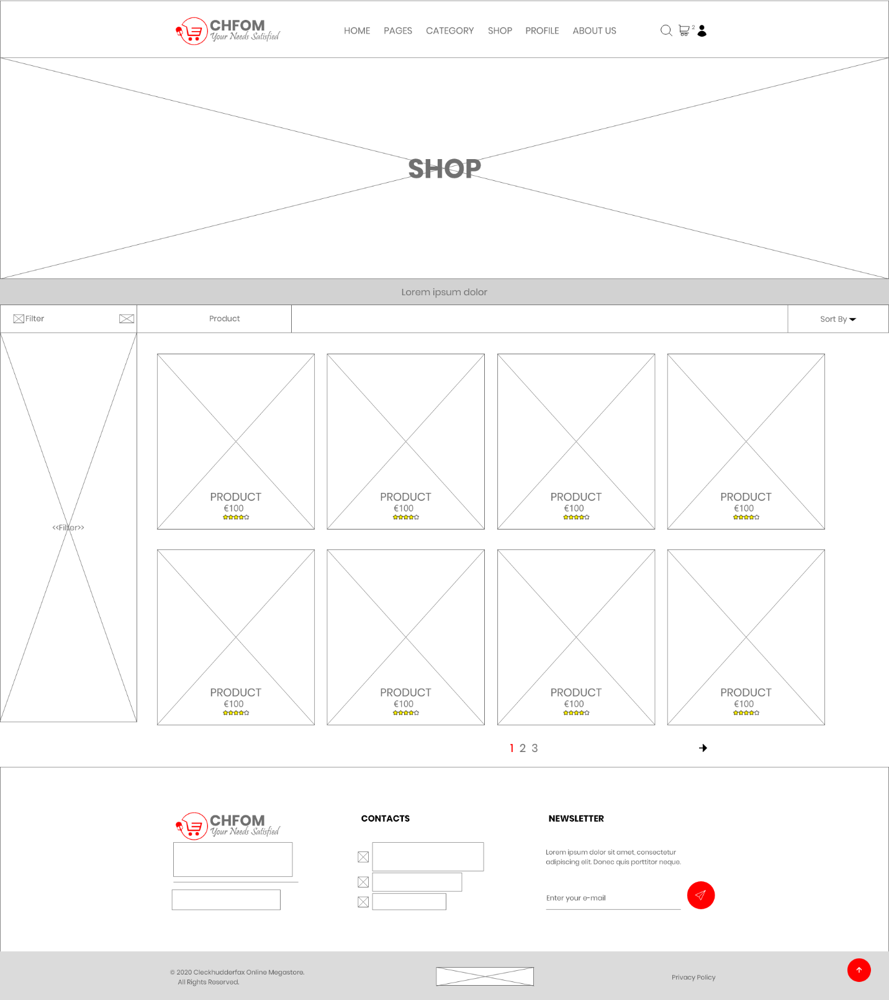 CHFOM
Your Needs Satisfied
HOME PAGES CATEGORY SHOP PROFILE ABOUT US
2
SHOP
Lorem ipsum dolor
Filter
Product
Sort By
<<Filter>>
PRODUCT
€100
PRODUCT
€100
PRODUCT
€100
PRODUCT
€100
PRODUCT
€100
PRODUCT
€100
PRODUCT
€100
PRODUCT
€100
1 2 3
CHFOM
Your Needs Satisfied
CONTACTS
NEWSLETTER
Lorem ipsum dolor sit amet, consectetur
adipiscing elit. Donec quis porttitor neque.
Enter your e-mail
© 2020 Cleckhudderfax Online Megastore.
All Rights Reserved.
Privacy Policy